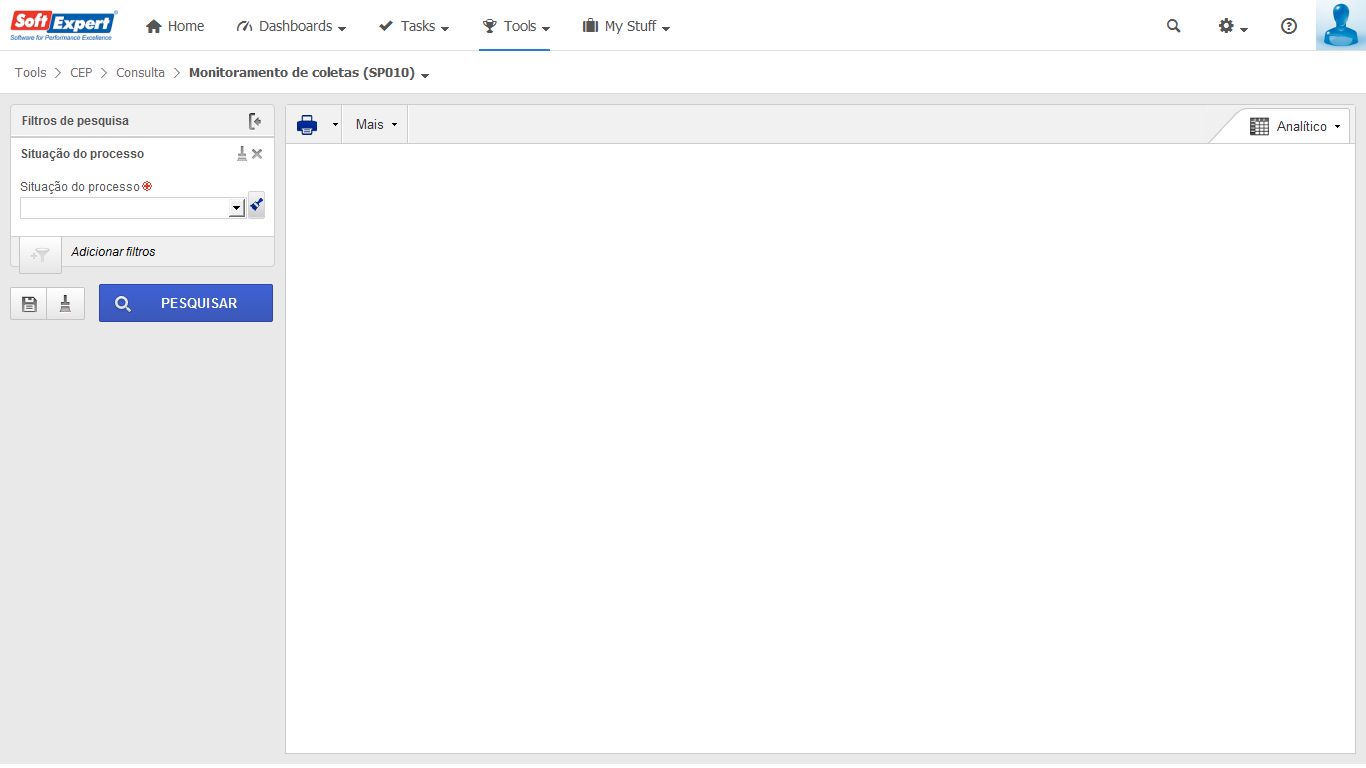 SoftExpert®
Software for Performance Excellence
Home
Dashboards
Tasks
Tools
My Stuff
Tools > CEP > Consulta > Monitoramento de coletas (SP010)
Filtros de pesquisa
Mais
Analítico
Situação do processo
Situação do processo
Adicionar filtros
PESQUISAR